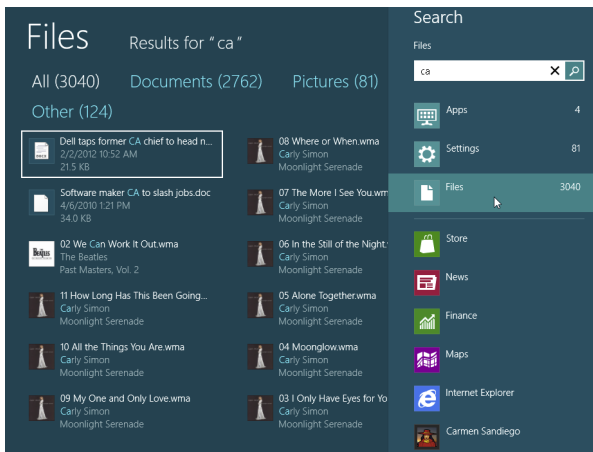 Files
Results for "ca"
All (3040)
Documents (2762)
Pictures (81)
Other (124)
Dell taps former CA chief to head n...
2/2/2012 10:52 AM
21.5 KB
Software maker CA to slash jobs.doc
4/6/2010 1:21 PM
34.0 KB
Beatles
02 We Can Work It Out.wma
The Beatles
Past Masters, Vol. 2
11 How Long Has This Been Going...
Carly Simon
Moonlight Serenade
10 All the Things You Are.wma
Carly Simon
Moonlight Serenade
09 My One and Only Love.wma
Carly Simon
Moonlight Serenade
08 Where or When.wma
Carly Simon
Moonlight Serenade
07 The More I See You.wm
Carly Simon
Moonlight Serenade
06 In the Still of the Night.
Carly Simon
Moonlight Serenade
05 Alone Together.wma
Carly Simon
Moonlight Serenade
04 Moonglow.wma
Carly Simon
Moonlight Serenade
03 I Only Have Eyes for Yo
Carly Simon
Moonlight Serenade
Search
Files
ca
Apps 4
Settings 81
Files 3040
Store
News
Finance
Maps
Internet Explorer
Carmen Sandiego